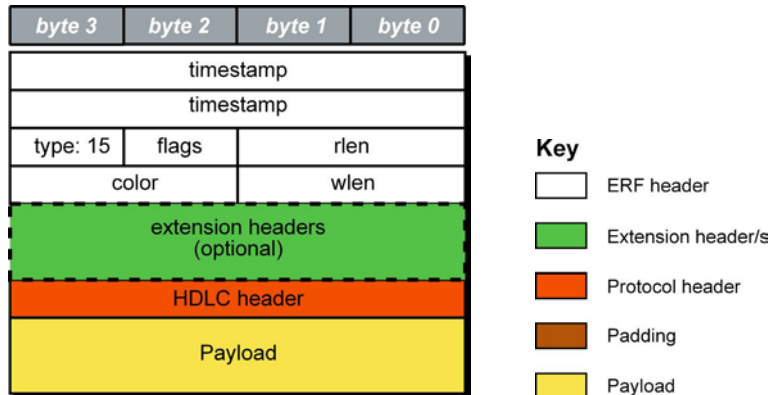 byte 3 byte 2 byte 1 byte 0
timestamp
timestamp
type: 15 flags rlen
color wlen
extension headers
(optional)
HDLC header
Payload
Key
ERF header
Extension header/s
Protocol header
Padding
Payload